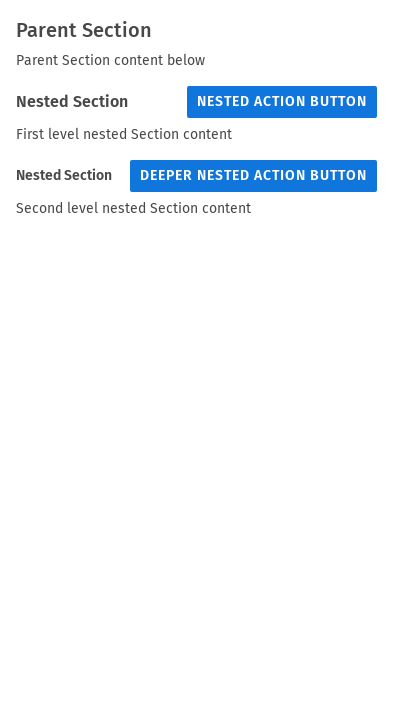 Parent Section
Parent Section content below
Nested Section NESTED ACTION BUTTON
First level nested Section content
Nested Section DEEPER NESTED ACTION BUTTON
Second level nested Section content